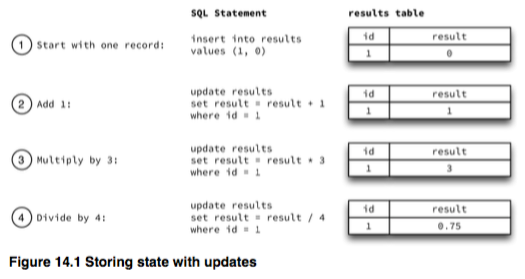 SQL Statement results table
1 Start with one record: insert into results id result
values (1, 0) 1 0
2 Add 1: update results id result
set result = result + 1 1 1
where id = 1
3 Multiply by 3: update results id result
set result = result * 3 1 3
where id = 1
4 Divide by 4: update results id result
set result = result / 4 1 0.75
where id = 1
Figure 14.1 Storing state with updates